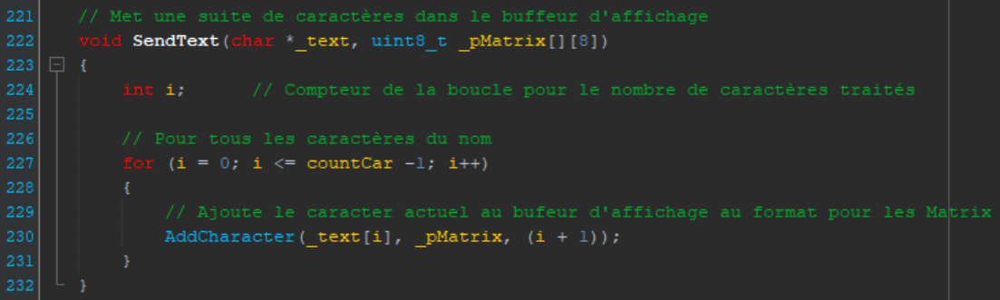 221 // Met une suite de caractères dans le buffeur d'affichage
222 void SendText(char *_text, uint8_t _pMatrix[][8])
223 {
224 int i; // Compteur de la boucle pour le nombre de caractères traités
225
226 // Pour tous les caractères du nom
227 for (i = 0; i <= countCar -1; i++)
228 {
229 // Ajoute le caracter actuel au bufeur d'affichage au format pour les Matrix
230 AddCharacter(_text[i], _pMatrix, (i + 1));
231 }
232 }